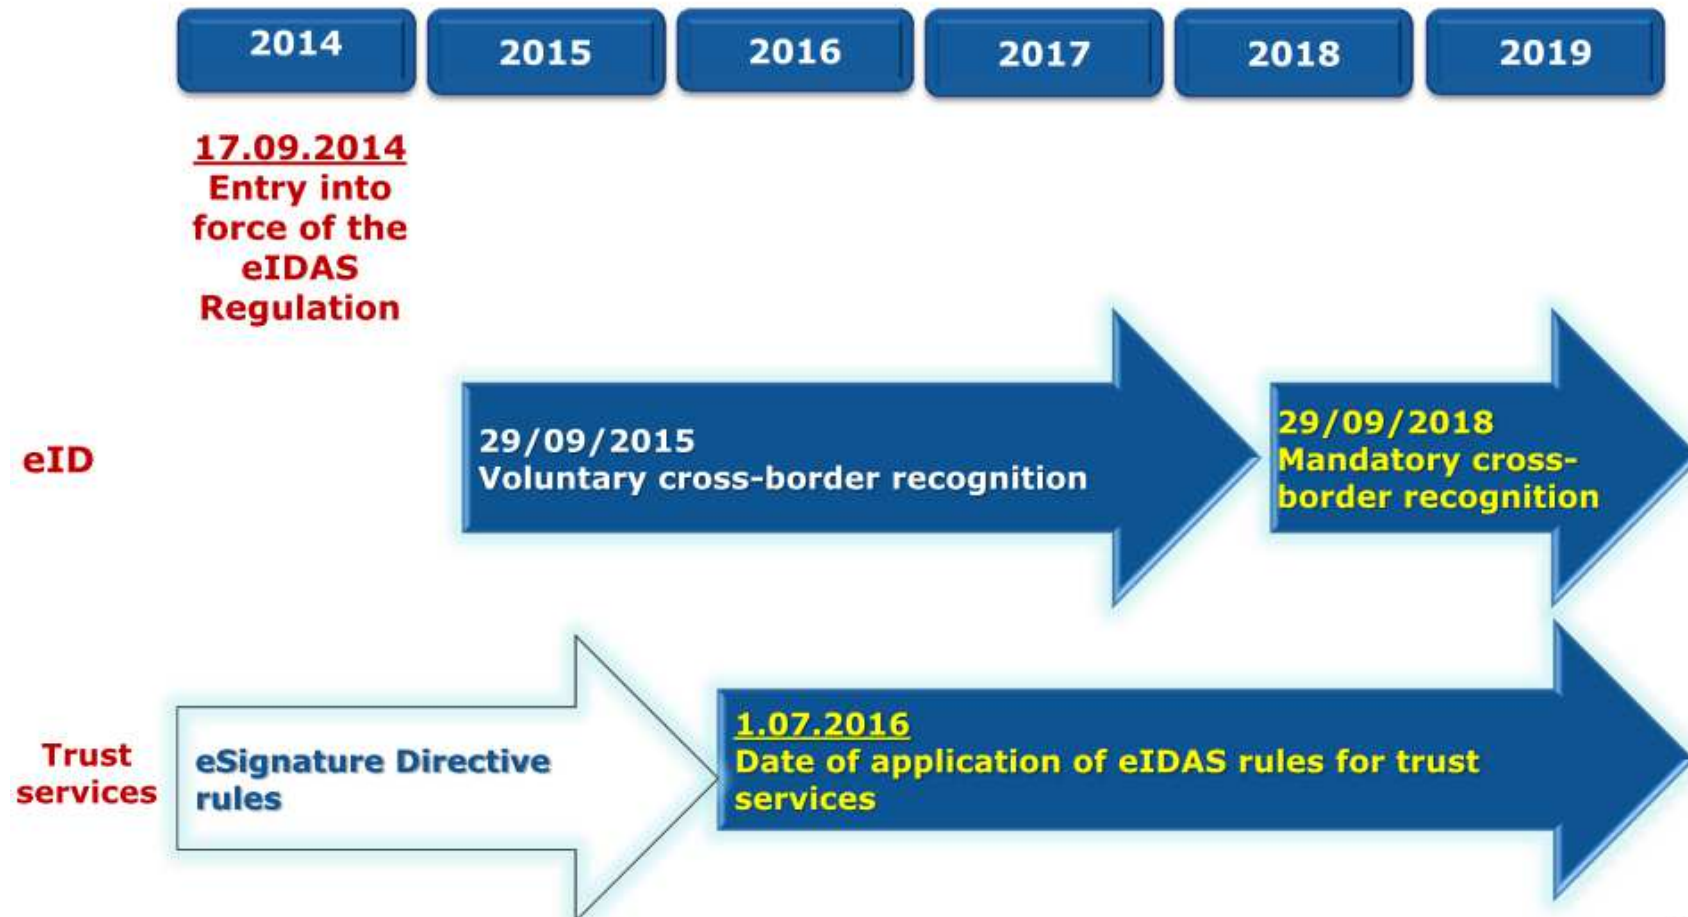 2014
2015
2016
2017
2018
2019
17.09.2014
Entry into
force of the
eIDAS
Regulation
eID
29/09/2015
Voluntary cross-border recognition
29/09/2018
Mandatory cross-
border recognition
Trust
services
eSignature Directive
rules
1.07.2016
Date of application of eIDAS rules for trust
services